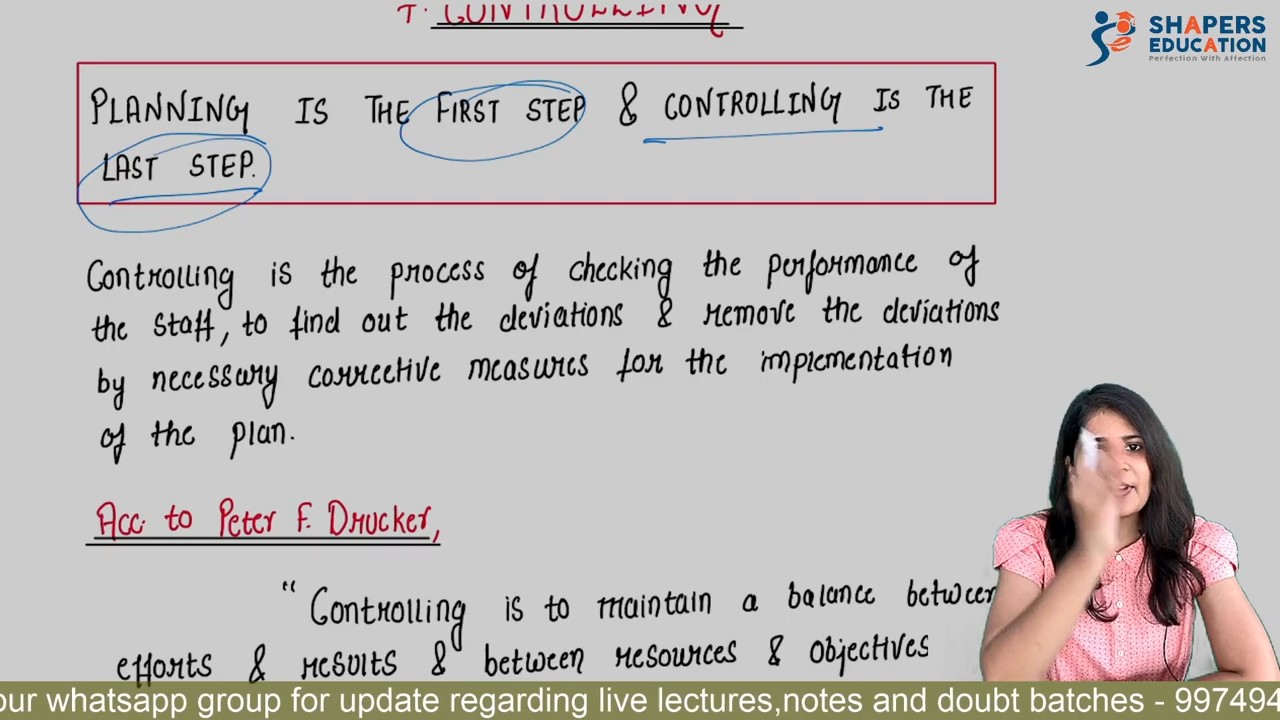 7. CONTROLLING
SHAPERS
EDUCATION
Perfection With Affection
PLANNING IS THE FIRST STEP & CONTROLLING IS THE
LAST STEP.
Controlling is the process of checking the performance of
the staff, to find out the deviations & remove the deviations
by necessary corrective measures for the implementation
of the plan.
Acc. to Peter F. Drucker,
"Controlling is to maintain a balance between
efforts & results & between resources & objectives
our whatsapp group for update regarding live lectures,notes and doubt batches - 997494